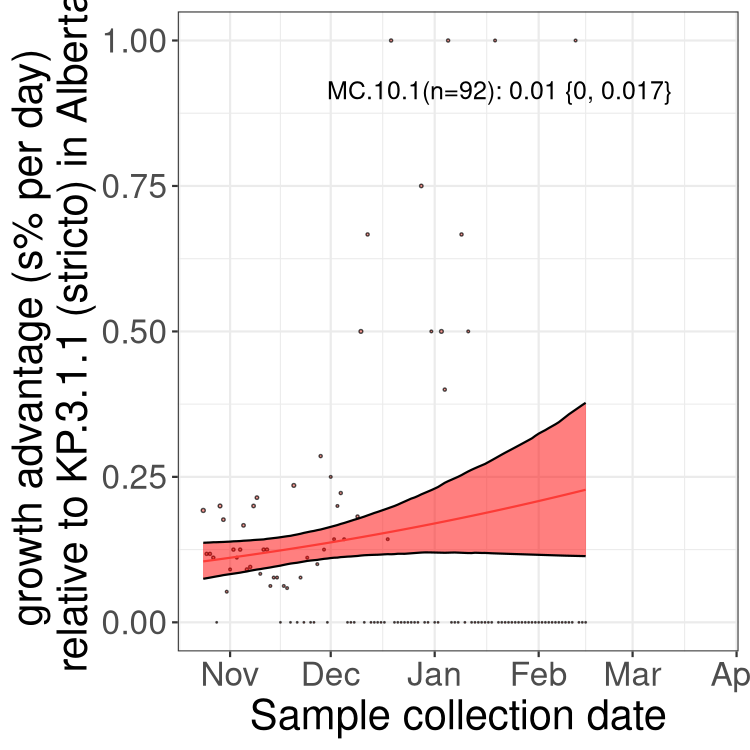 growth advantage (s% per day)
relative to KP.3.1.1 (stricto) in Alberta
1.00
0.75
0.50
0.25
0.00
MC.10.1(n=92): 0.01 {0, 0.017}
Nov Dec Jan Feb Mar Ap
Sample collection date